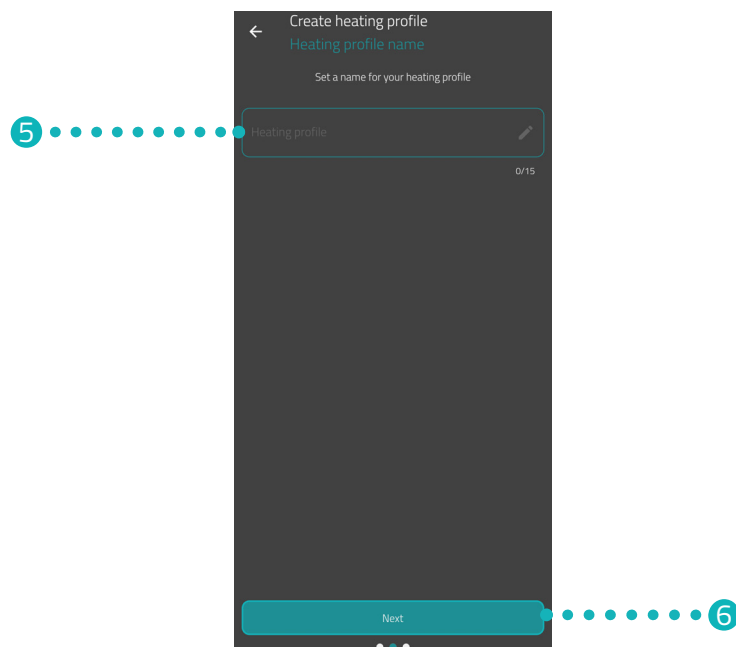 Create heating profile
Heating profile name
Set a name for your heating profile
5
Heating profile
0/15
Next
6